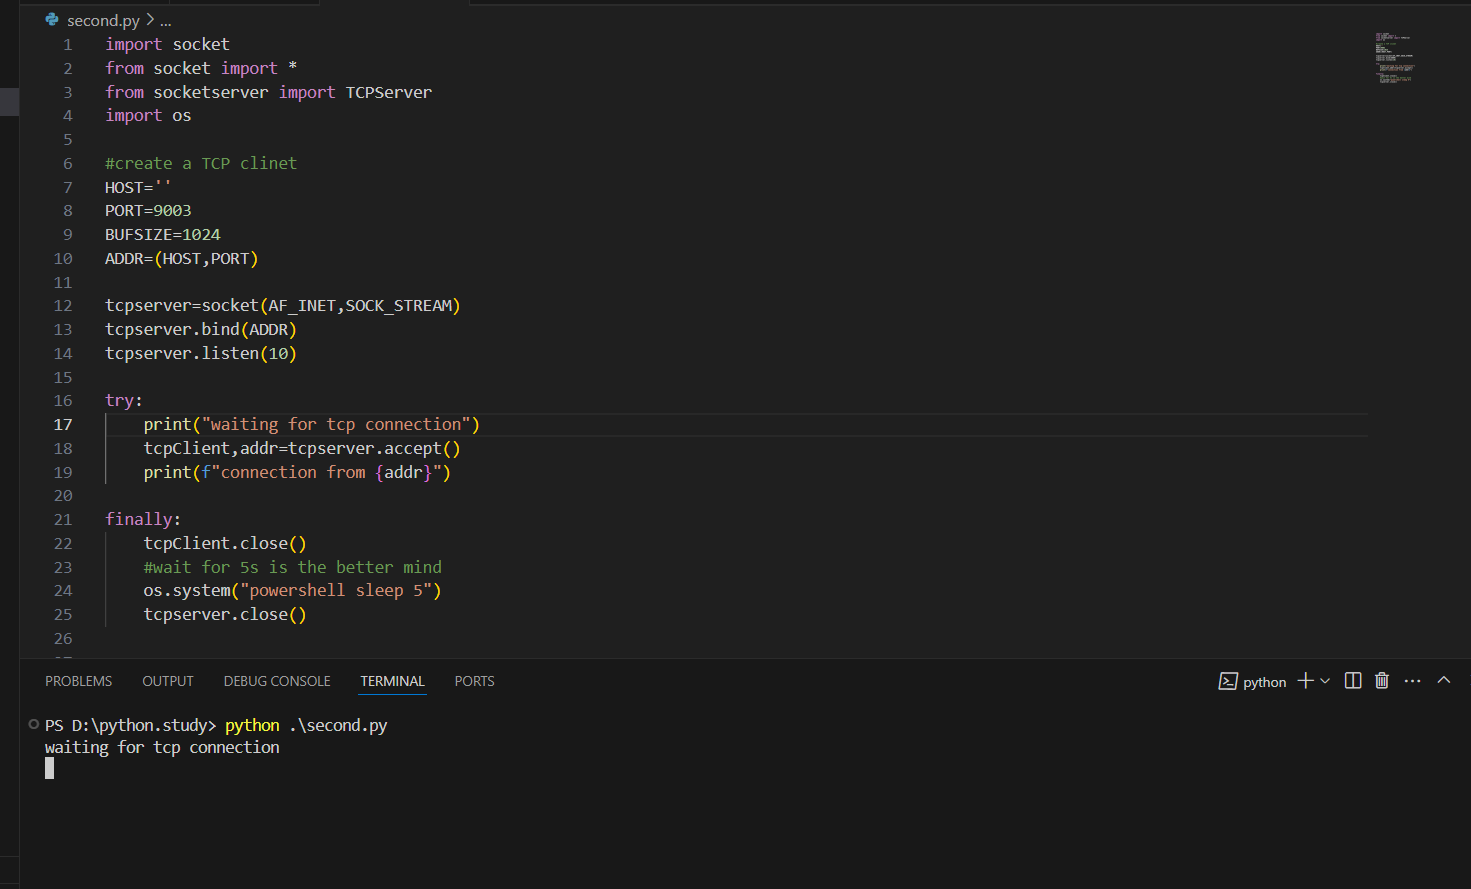 second.py > ...
1 import socket
2 from socket import *
3 from socketserver import TCPServer
4 import os
5
6 #create a TCP clinet
7 HOST=''
8 PORT=9003
9 BUFSIZE=1024
10 ADDR=(HOST,PORT)
11
12 tcpserver=socket(AF_INET,SOCK_STREAM)
13 tcpserver.bind(ADDR)
14 tcpserver.listen(10)
15
16 try:
17     print("waiting for tcp connection")
18     tcpClient,addr=tcpserver.accept()
19     print(f"connection from {addr}")
20
21 finally:
22     tcpClient.close()
23     #wait for 5s is the better mind
24     os.system("powershell sleep 5")
25     tcpserver.close()
26
PROBLEMS OUTPUT DEBUG CONSOLE TERMINAL PORTS python
PS D:\python.study> python .\second.py
waiting for tcp connection